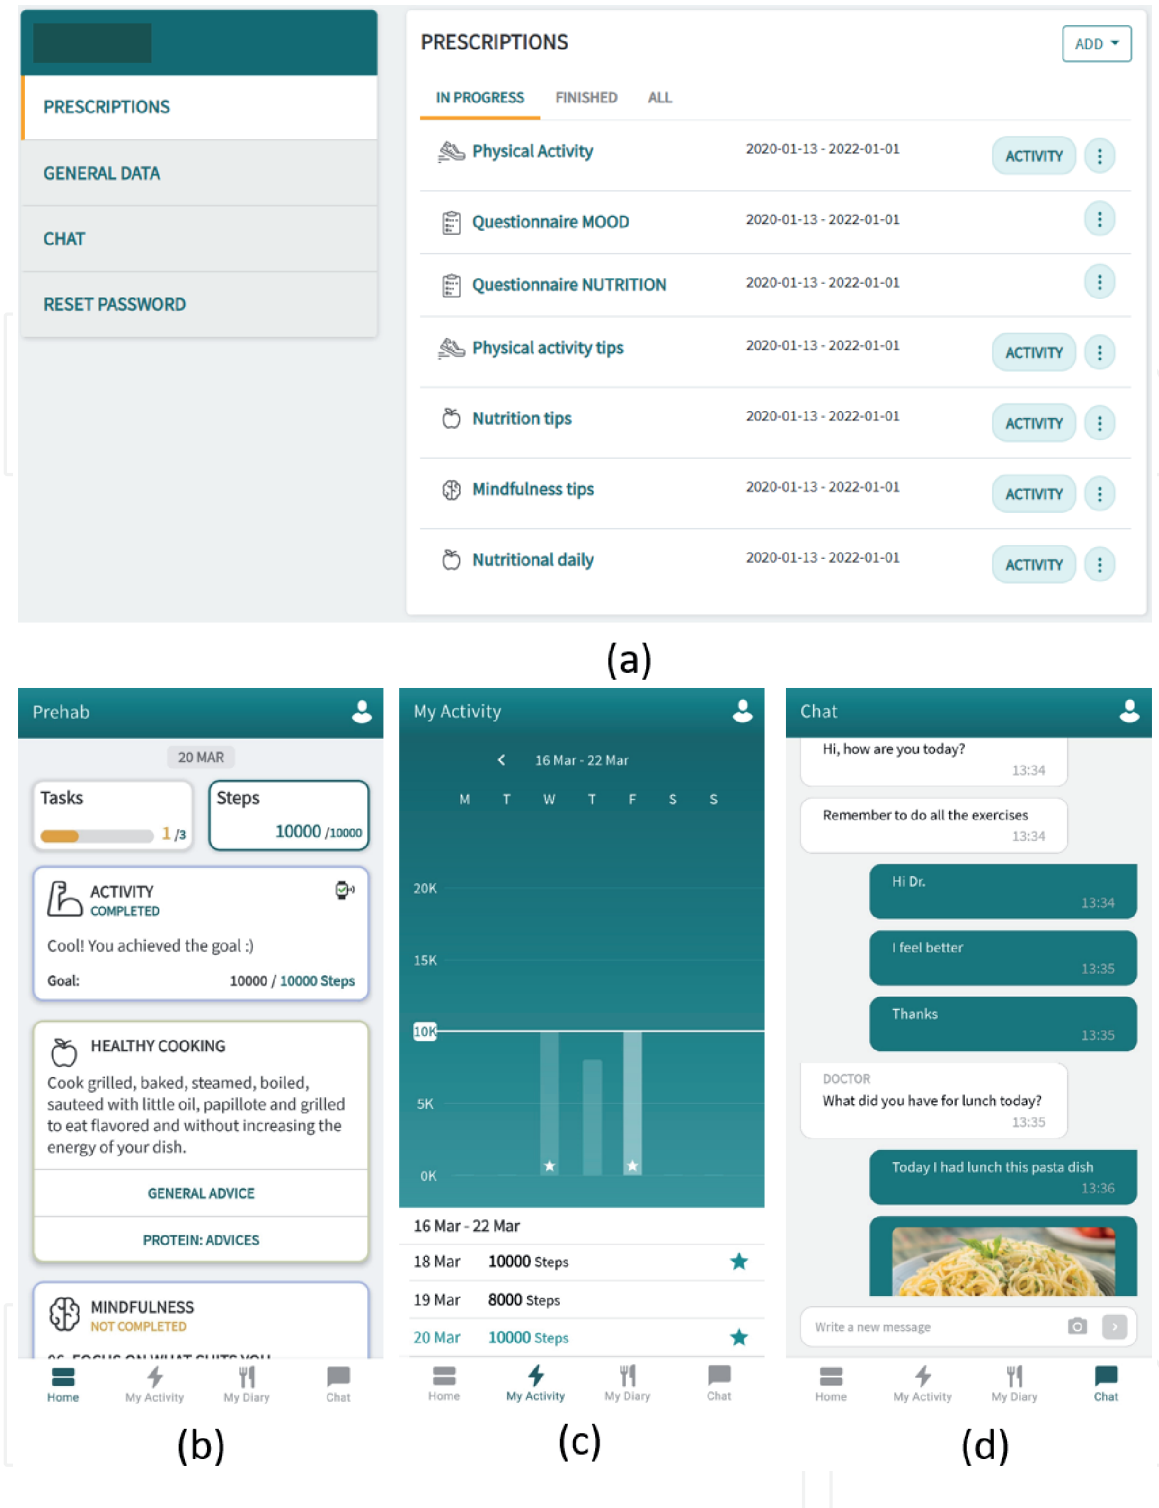 PRESCRIPTIONS
GENERAL DATA
CHAT
RESET PASSWORD
PRESCRIPTIONS
ADD
IN PROGRESS FINISHED ALL
Physical Activity 2020-01-13 - 2022-01-01 ACTIVITY
Questionnaire MOOD 2020-01-13 - 2022-01-01
Questionnaire NUTRITION 2020-01-13 - 2022-01-01
Physical activity tips 2020-01-13 - 2022-01-01 ACTIVITY
Nutrition tips 2020-01-13 - 2022-01-01 ACTIVITY
Mindfulness tips 2020-01-13 - 2022-01-01 ACTIVITY
Nutritional daily 2020-01-13 - 2022-01-01 ACTIVITY
(a)
Prehab
20 MAR
Tasks
1 /3
Steps
10000 /10000
ACTIVITY
COMPLETED
Cool! You achieved the goal :)
Goal: 10000 / 10000 Steps
HEALTHY COOKING
Cook grilled, baked, steamed, boiled,
sauteed with little oil, papillote and grilled
to eat flavored and without increasing the
energy of your dish.
GENERAL ADVICE
PROTEIN: ADVICES
MINDFULNESS
NOT COMPLETED
06. FOCUS ON WHAT SUITS YOU
Home My Activity My Diary Chat
(b)
My Activity
16 Mar - 22 Mar
M T W T F S S
20K
15K
10K
5K
0K
16 Mar - 22 Mar
18 Mar 10000 Steps
19 Mar 8000 Steps
20 Mar 10000 Steps
Home My Activity My Diary Chat
(c)
Chat
Hi, how are you today?
13:34
Remember to do all the exercises
13:34
Hi Dr.
13:34
I feel better
13:35
Thanks
13:35
DOCTOR
What did you have for lunch today?
13:35
Today I had lunch this pasta dish
13:36
Write a new message
Home My Activity My Diary Chat
(d)